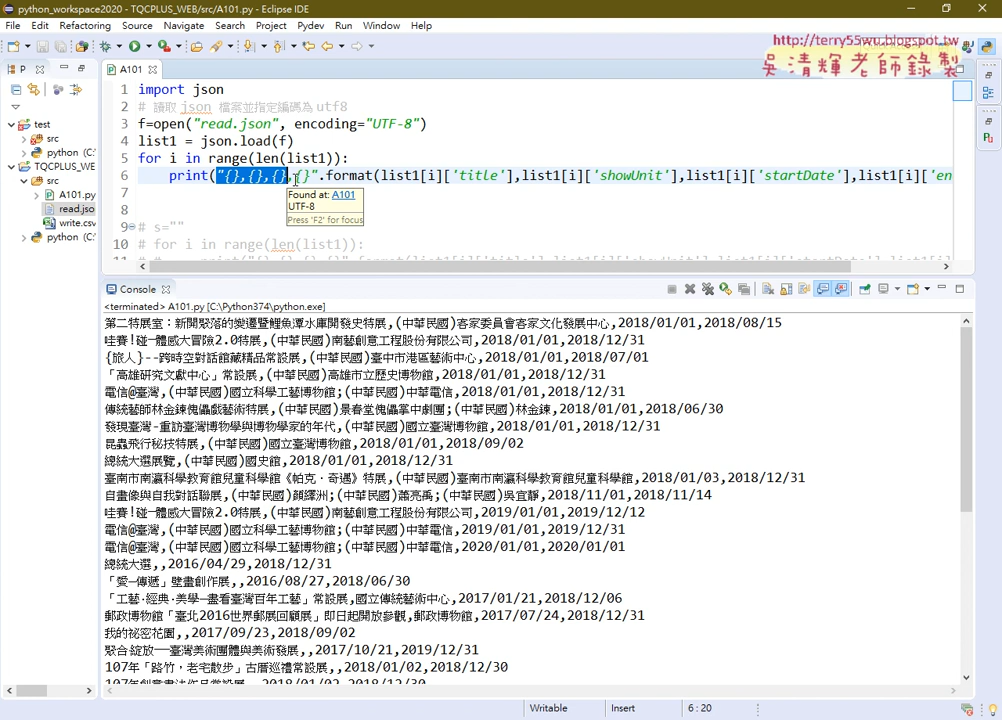 python_workspace2020 - TQCPLUS_WEB/src/A101.py - Eclipse IDE
File Edit Refactoring Source Navigate Search Project Pydev Run Window Help
http://terry55wu.blogspot.tw
吳清輝老師錄製
P
A101
test
src
python (C:
TQCPLUS_WE
src
A101.py
read.jso
write.csv
python (C:
1 import json
2 # 讀取 json 檔案並指定編碼為 utf8
3 f=open("read.json", encoding="UTF-8")
4 list1 = json.load(f)
5 for i in range(len(list1)):
6 print("{},{},{},{}".format(list1[i]['title'],list1[i]['showUnit'],list1[i]['startDate'],list1[i]['en
7
8
9 # s=""
10 # for i in range(len(list1)):
Found at: A101
UTF-8
Press 'F2' for focus
Console
<terminated> A101.py [C:\Python374\python.exe]
第二特展室：新開聚落的變遷暨鯉魚潭水庫開發史特展,(中華民國)客家委員會客家文化發展中心,2018/01/01,2018/08/15
哇賽!碰一體感大冒險2.0特展,(中華民國)南藝創意工程股份有限公司,2018/01/01,2018/12/31
{旅人}--跨時空對話館藏精品常設展,(中華民國)臺中市港區藝術中心,2018/01/01,2018/07/01
「高雄研究文獻中心」常設展,(中華民國)高雄市立歷史博物館,2018/01/01,2018/12/31
電信@臺灣,(中華民國)國立科學工藝博物館;(中華民國)中華電信,2018/01/01,2018/12/31
傳統藝師林金鍊傀儡戲藝術特展,(中華民國)景春堂傀儡掌中劇團;(中華民國)林金鍊,2018/01/01,2018/06/30
發現臺灣-重訪臺灣博物學與博物學家的年代,(中華民國)國立臺灣博物館,2018/01/01,2018/12/31
昆蟲飛行秘技特展,(中華民國)國立臺灣博物館,2018/01/01,2018/09/02
總統大選展覽,(中華民國)國史館,2018/01/01,2018/12/31
臺南市南瀛科學教育館兒童科學館《帕克‧奇遇》特展,(中華民國)臺南市南瀛科學教育館兒童科學館,2018/01/03,2018/12/31
自畫像與自我對話聯展,(中華民國)顏繹洲;(中華民國)蕭亮禹;(中華民國)吳宜靜,2018/11/01,2018/11/14
哇賽!碰一體感大冒險2.0特展,(中華民國)南藝創意工程股份有限公司,2019/01/01,2019/12/12
電信@臺灣,(中華民國)國立科學工藝博物館;(中華民國)中華電信,2019/01/01,2019/12/31
電信@臺灣,(中華民國)國立科學工藝博物館;(中華民國)中華電信,2020/01/01,2020/01/01
總統大選,,2016/04/29,2018/12/31
「愛—傳遞」壁畫創作展,,2016/08/27,2018/06/30
「工藝‧經典‧美學—盡看臺灣百年工藝」常設展,國立傳統藝術中心,2017/01/21,2018/12/06
郵政博物館「臺北2016世界郵展回顧展」即日起開放參觀,郵政博物館,2017/07/24,2018/12/31
我的祕密花園,,2017/09/23,2018/09/02
聚合·綻放──臺灣美術團體與美術發展,,2017/10/21,2019/12/31
107年「路竹，老宅散步」古厝巡禮常設展,,2018/01/02,2018/12/30
Writable Insert 6 : 20